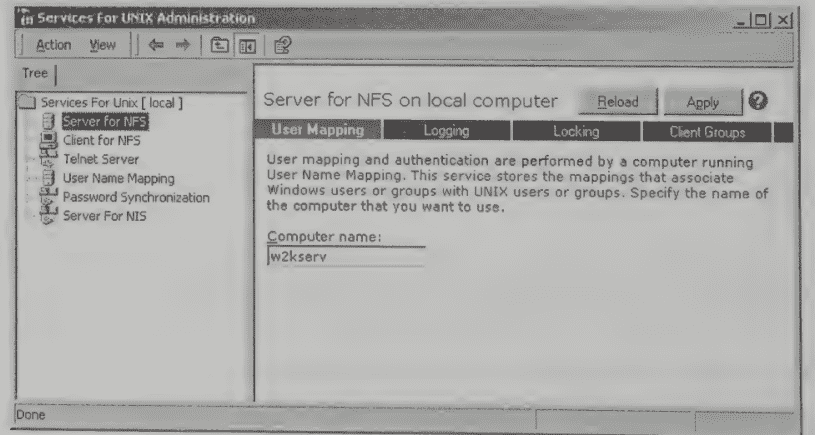 Services for UNIX Administration
Action View
Tree
Services For Unix [ local ]
Server for NFS
Client for NFS
Telnet Server
User Name Mapping
Password Synchronization
Server For NIS
Server for NFS on local computer Reload Apply ?
User Mapping Logging Locking Client Groups
User mapping and authentication are performed by a computer running
User Name Mapping. This service stores the mappings that associate
Windows users or groups with UNIX users or groups. Specify the name of
the computer that you want to use.
Computer name:
w2kserv
Done